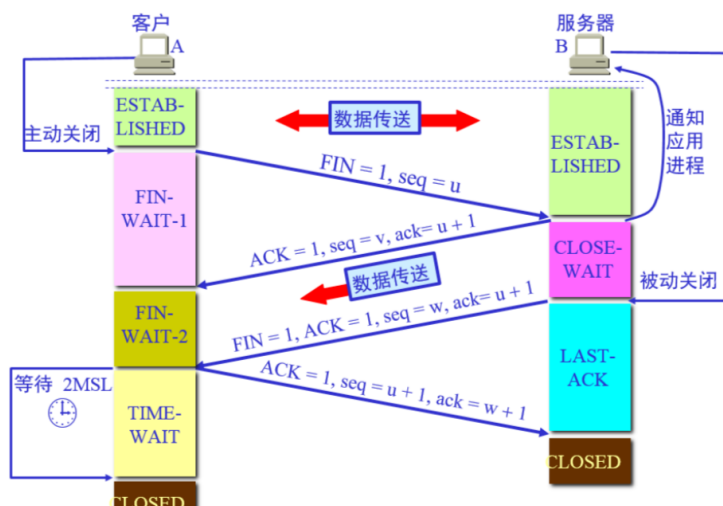 客户
A
服务器
B
ESTAB-
LISHED
主动关闭
数据传送
ESTAB-
LISHED
通知
应用
进程
FIN = 1, seq = u
FIN-
WAIT-1
ACK = 1, seq = v, ack= u + 1
CLOSE-
WAIT
数据传送
被动关闭
FIN-
WAIT-2
FIN = 1, ACK = 1, seq = w, ack= u + 1
LAST-
ACK
等待 2MSL
ACK = 1, seq = u + 1, ack = w + 1
TIME-
WAIT
CLOSED
CLOSED